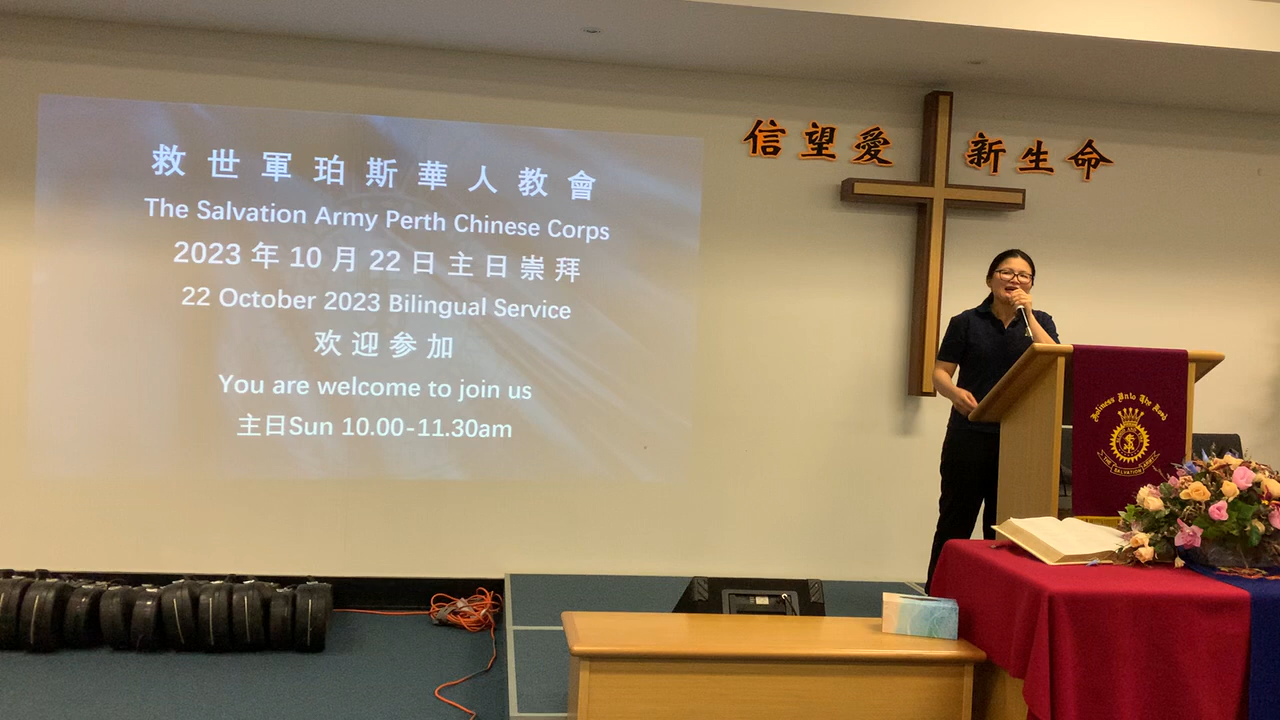 救世軍珀斯華人教會
The Salvation Army Perth Chinese Corps
2023年10月22日主日崇拜
22 October 2023 Bilingual Service
欢迎参加
You are welcome to join us
主日Sun 10.00-11.30am
信望愛 新生命
Holiness Unto The Lord
THE SALVATION ARMY